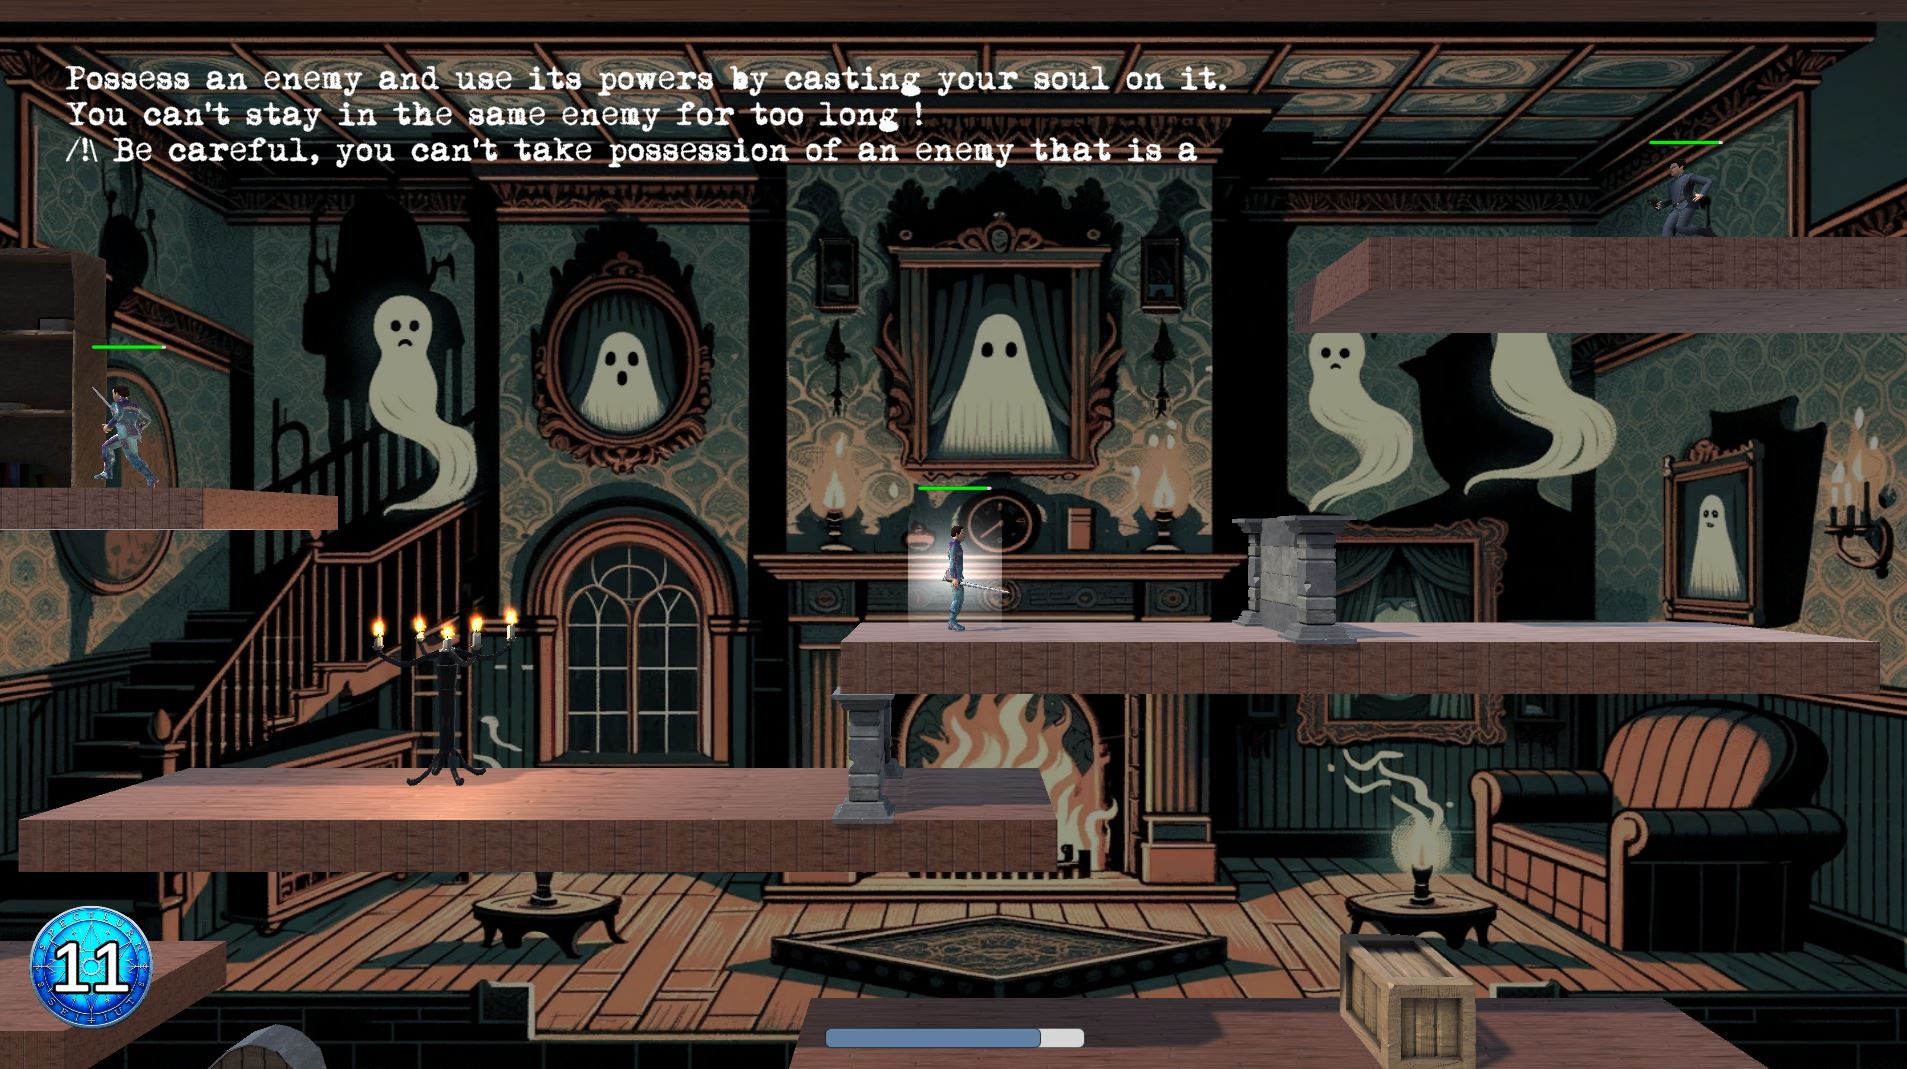 Possess an enemy and use its powers by casting your soul on it.
You can't stay in the same enemy for too long !
/!\ Be careful, you can't take possession of an enemy that is a
11